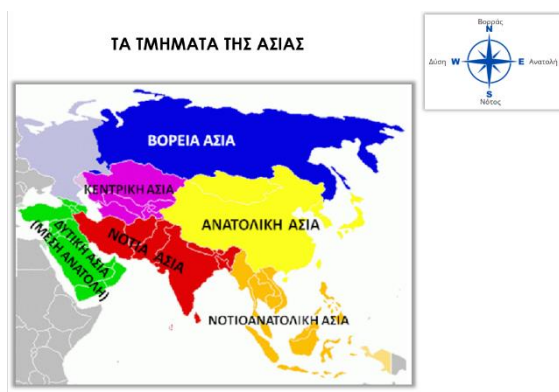 ΤΑ ΤΜΗΜΑΤΑ ΤΗΣ ΑΣΙΑΣ
Βορράς
N
Δύση W E Ανατολή
S
Νότος
ΒΟΡΕΙΑ ΑΣΙΑ
ΚΕΝΤΡΙΚΗ ΑΣΙΑ
ΑΝΑΤΟΛΙΚΗ ΑΣΙΑ
ΔΥΤΙΚΗ ΑΣΙΑ
(ΜΕΣΗ ΑΝΑΤΟΛΗ)
ΝΟΤΙΑ ΑΣΙΑ
ΝΟΤΙΟΑΝΑΤΟΛΙΚΗ ΑΣΙΑ